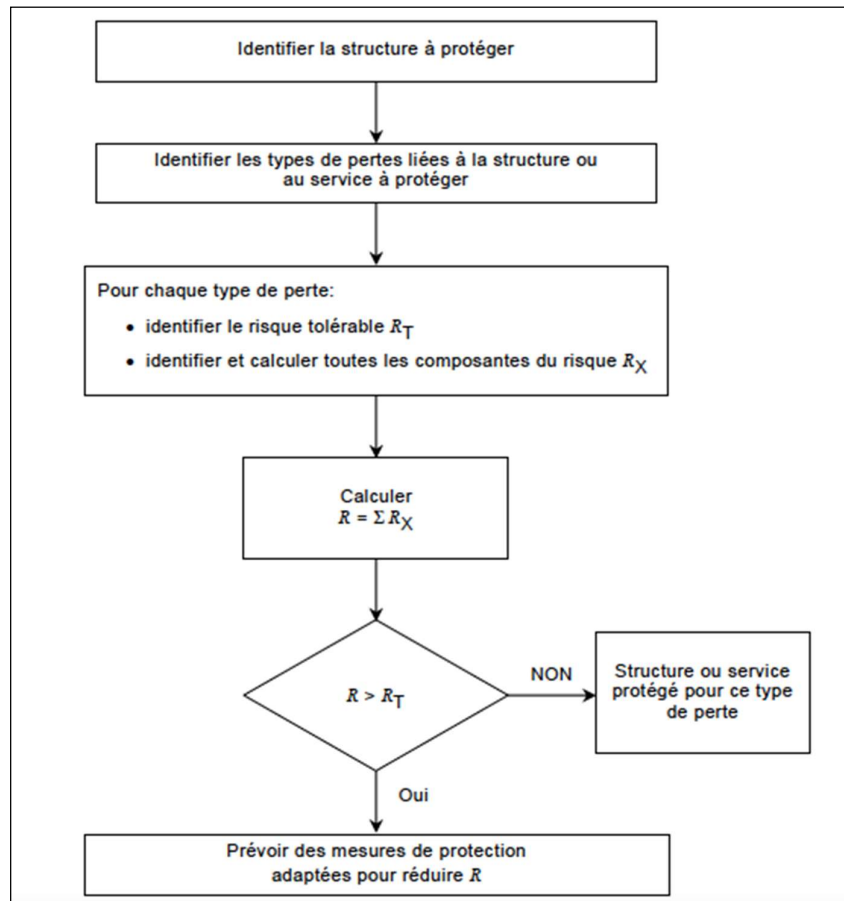 Identifier la structure à protéger
Identifier les types de pertes liées à la structure ou
au service à protéger
Pour chaque type de perte:
• identifier le risque tolérable RT
• identifier et calculer toutes les composantes du risque RX
Calculer
R = Σ RX
R > RT
NON
Structure ou service
protégé pour ce type
de perte
Oui
Prévoir des mesures de protection
adaptées pour réduire R